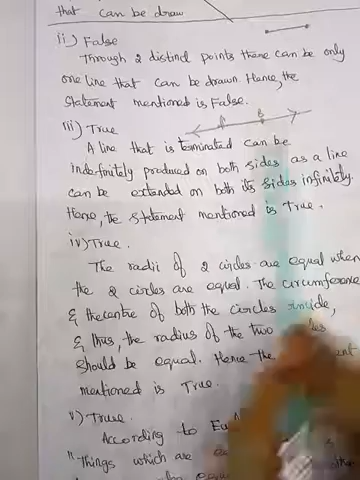 that can be draw
ii.) False
Through 2 distinct points there can be only
one line that can be drawn. Hence, the
Statement mentioned is False.
iii) True
A line that is terminated can be
indefinitely produced on both sides as a line
can be extended on both its sides infinitely.
Hence, the statement mentioned is True.
iv) True.
The radii of 2 circles are equal when
the 2 circles are equal. The circumference
& the centre of both the circles
& thus, the radius of the two
should be equal. Hence the
mentioned is True.
v) True.
According to
"Things which are